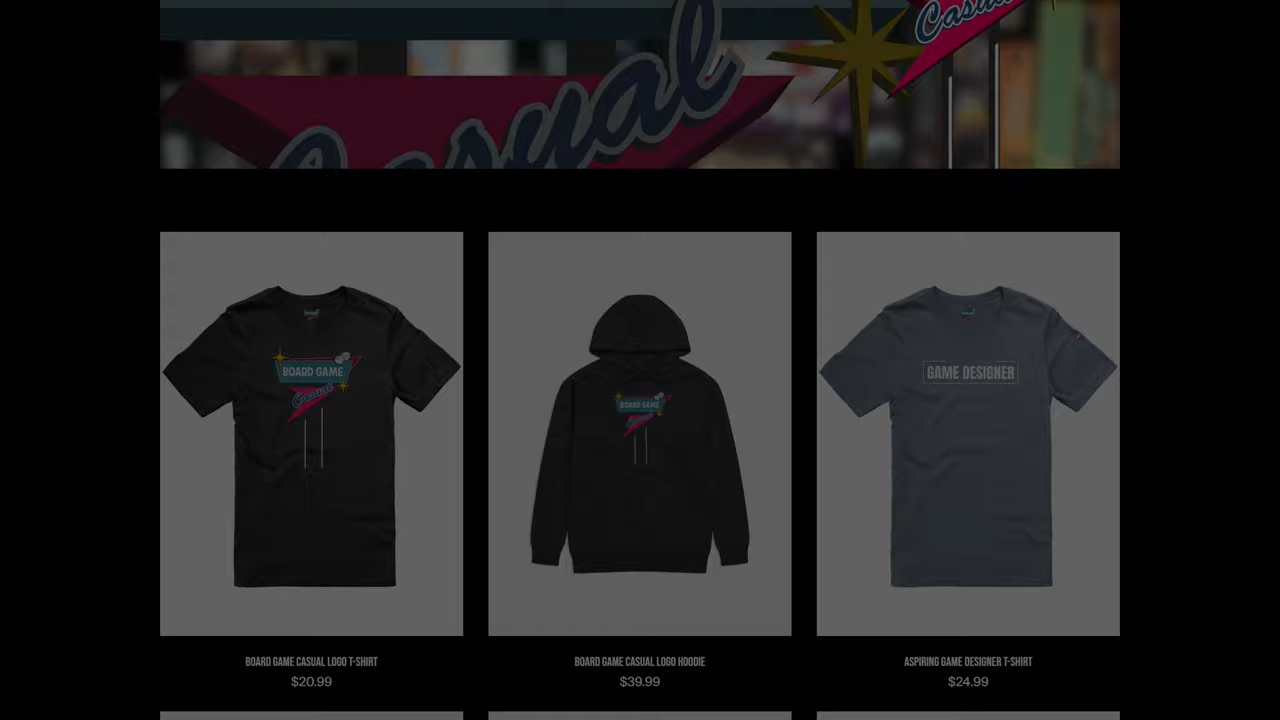 Casual
Casual
BOARD GAME
Casual
BOARD GAME
Casual
GAME DESIGNER
BOARD GAME CASUAL LOGO T-SHIRT
BOARD GAME CASUAL LOGO HOODIE
ASPIRING GAME DESIGNER T-SHIRT
$20.99
$39.99
$24.99